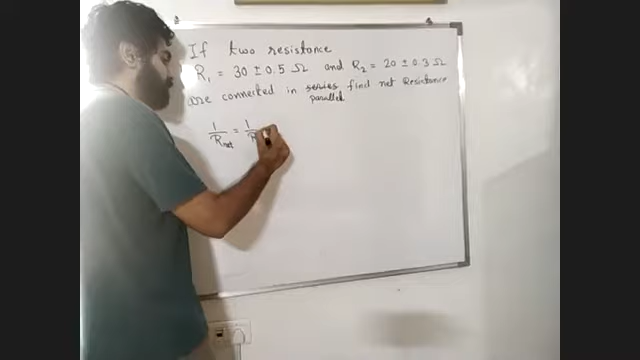 If two resistance
R₁ = 30 ± 0.5 Ω and R₂ = 20 ± 0.3 Ω
are connected in series find net Resistance
parallel
1/Rnet = 1/R